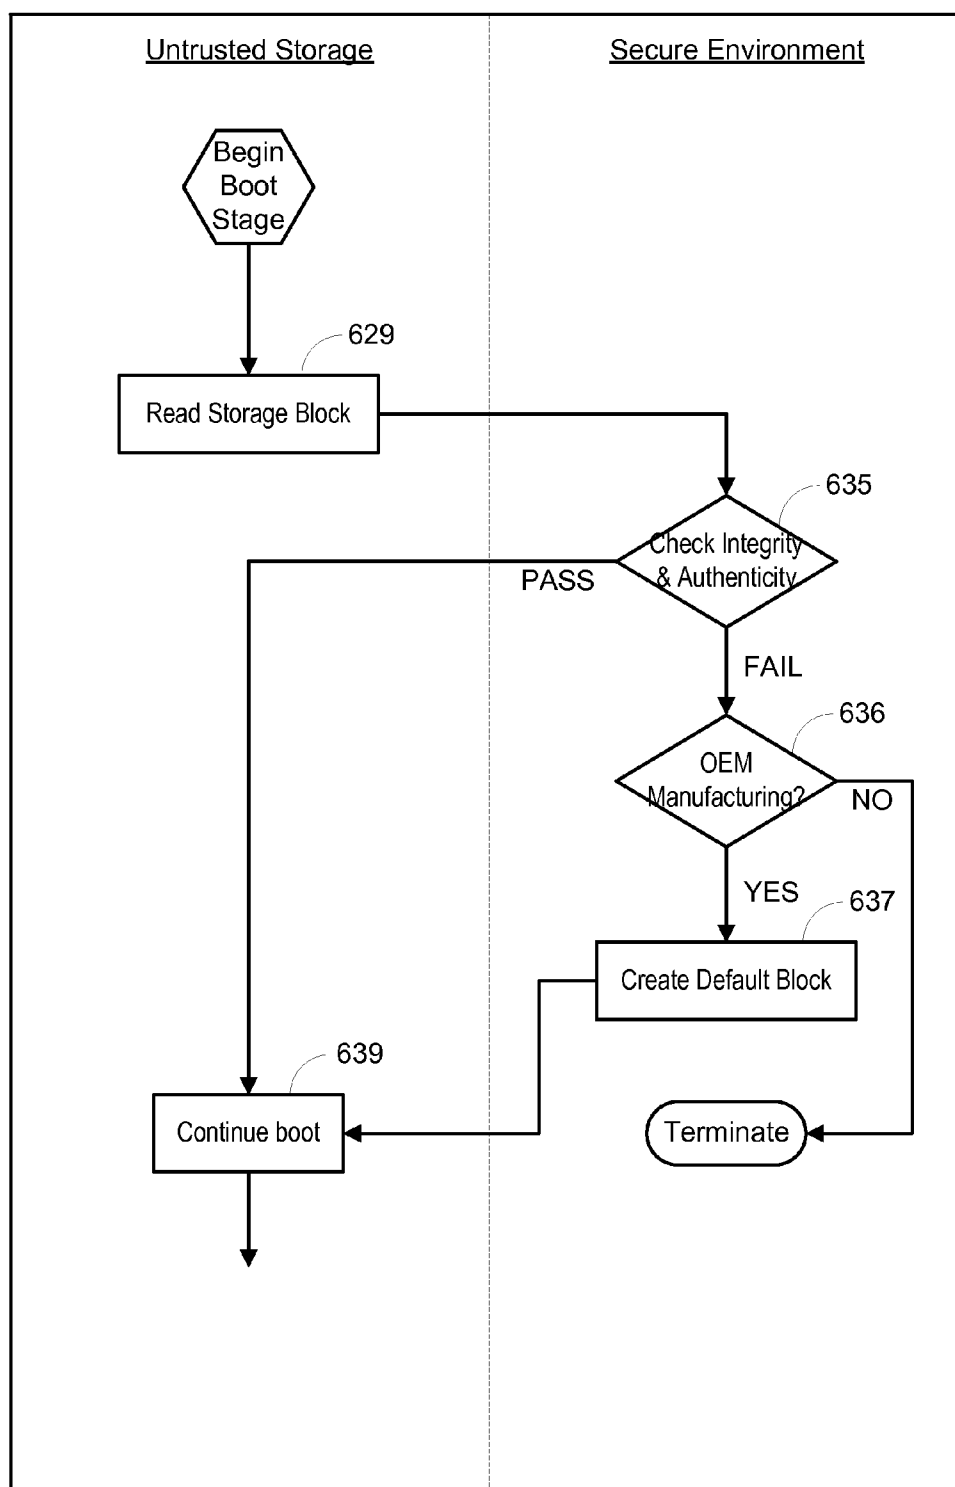 Untrusted Storage
Secure Environment
Begin
Boot
Stage
629
Read Storage Block
635
Check Integrity
& Authenticity
PASS
FAIL
636
OEM
Manufacturing?
NO
YES
637
Create Default Block
639
Continue boot
Terminate